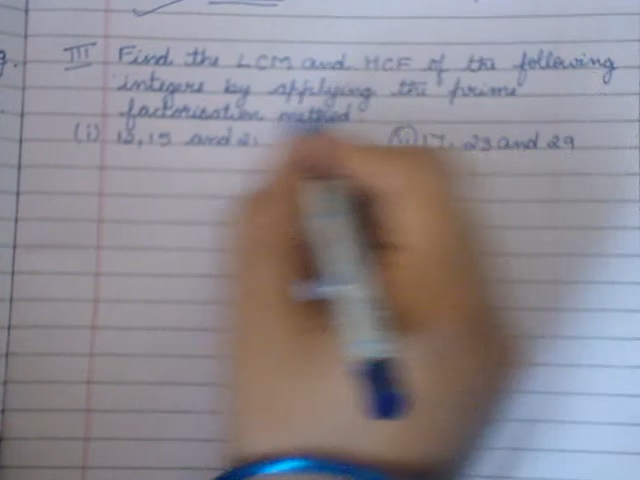 III Find the LCM and HCF of the following
integers by applying the prime
factorisation method.
(i) 12, 15 and 17, 23 and 29